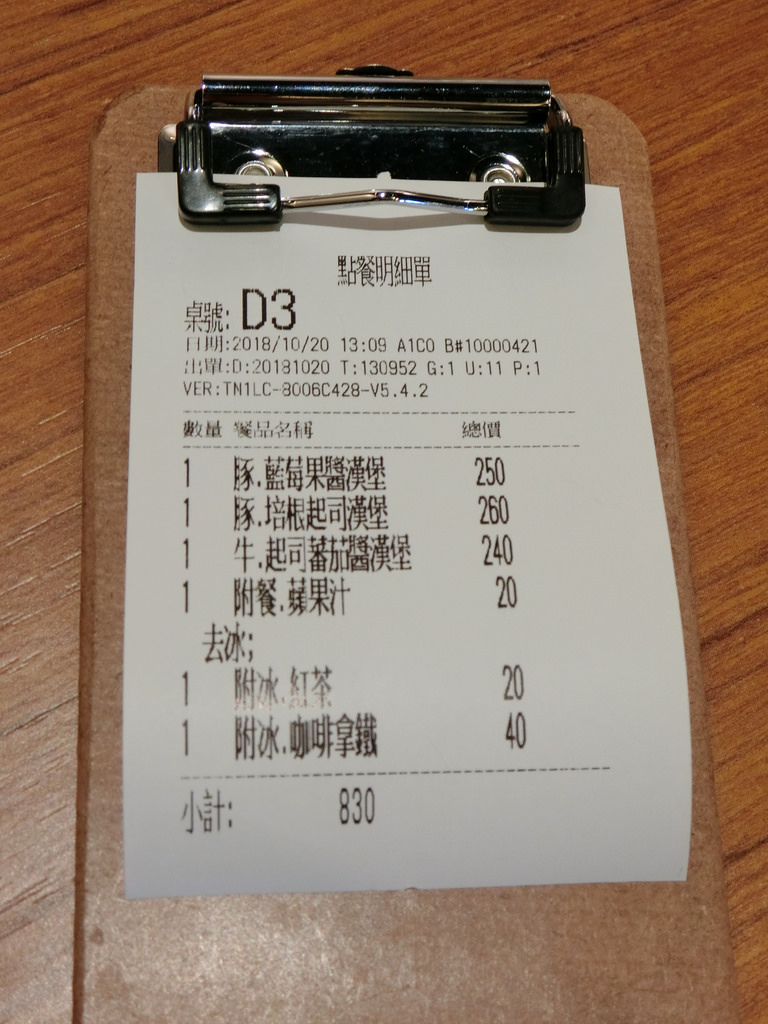 點餐明細單
桌號: D3
日期:2018/10/20 13:09 A1C0 B#10000421
出單:D:20181020 T:130952 G:1 U:11 P:1
VER:TN1LC-8006C428-V5.4.2
數量 餐品名稱 總價
1 豚.藍莓果醬漢堡 250
1 豚.培根起司漢堡 260
1 牛.起司蕃茄醬漢堡 240
1 附餐.蘋果汁 20
去冰;
1 附冰.紅茶 20
1 附冰.咖啡拿鐵 40
小計: 830